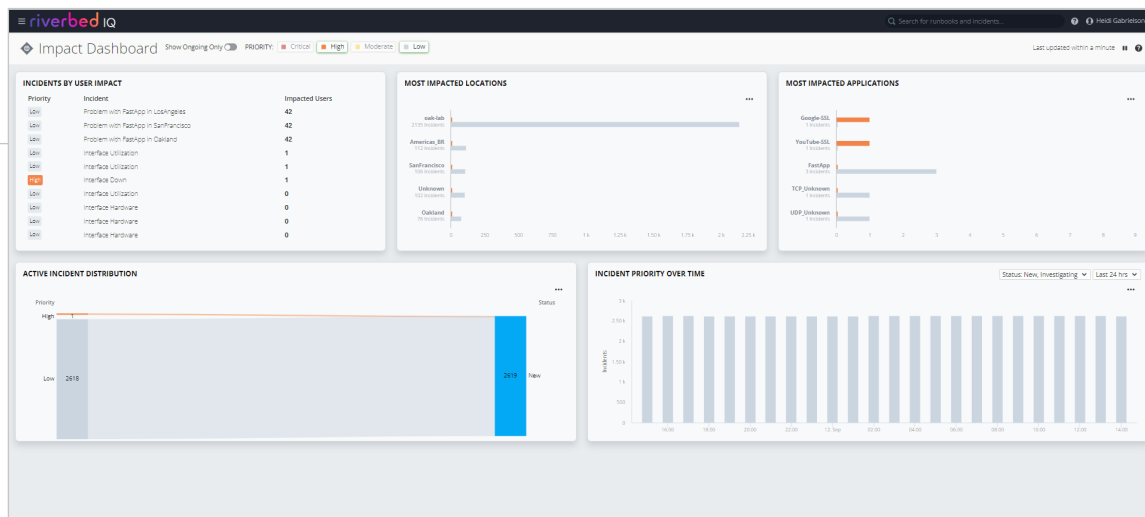 riverbed IQ
Search for runbooks and incidents...
Heidi Gabrielson
Impact Dashboard
Show Ongoing Only
PRIORITY:
Critical
High
Moderate
Low
Last updated within a minute
INCIDENTS BY USER IMPACT
Priority Incident Impacted Users
Low Problem with FastApp in LosAngeles 42
Low Problem with FastApp in SanFrancisco 42
Low Problem with FastApp in Oakland 42
Low Interface Utilization 1
Low Interface Utilization 1
High Interface Down 1
Low Interface Utilization 0
Low Interface Hardware 0
Low Interface Hardware 0
Low Interface Hardware 0
MOST IMPACTED LOCATIONS
oak-lab
Incidents
Americas_BR
Incidents
SanFrancisco
Incidents
Unknown
Incidents
Oakland
76 Incidents
0 250 500 750 1 k 1.25 k 1.50 k 1.75 k 2 k 2.25 k
MOST IMPACTED APPLICATIONS
Google-SSL
1 Incidents
YouTube-SSL
1 Incidents
FastApp
3 Incidents
TCP_Unknown
1 Incidents
UDP_Unknown
1 Incidents
0 1 2 3 4 5 6 7 8 9
ACTIVE INCIDENT DISTRIBUTION
Priority Status
High 1
Low 2618 2619 New
INCIDENT PRIORITY OVER TIME
Status: New, Investigating
Last 24 hrs
Incidents
3 k
2.50 k
2 k
1.50 k
1 k
500
0
16:00 18:00 20:00 22:00 12. Sep 02:00 04:00 06:00 08:00 10:00 12:00 14:00